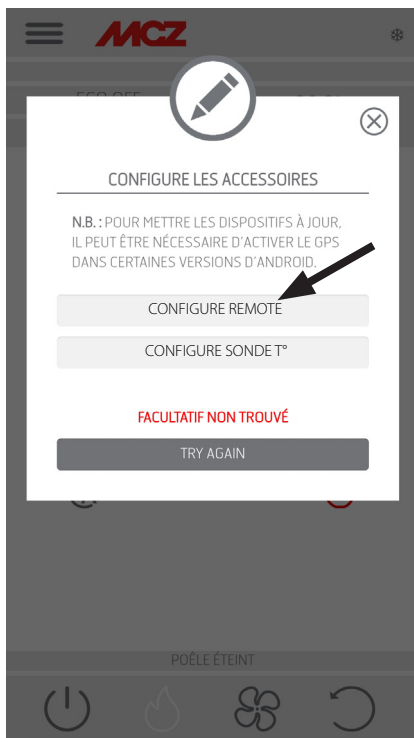 MCZ
CONFIGURE LES ACCESSOIRES
N.B. : POUR METTRE LES DISPOSITIFS À JOUR,
IL PEUT ÊTRE NÉCESSAIRE D'ACTIVER LE GPS
DANS CERTAINES VERSIONS D'ANDROID.
CONFIGURE REMOTE
CONFIGURE SONDE T°
FACULTATIF NON TROUVÉ
TRY AGAIN
POÊLE ÉTEINT